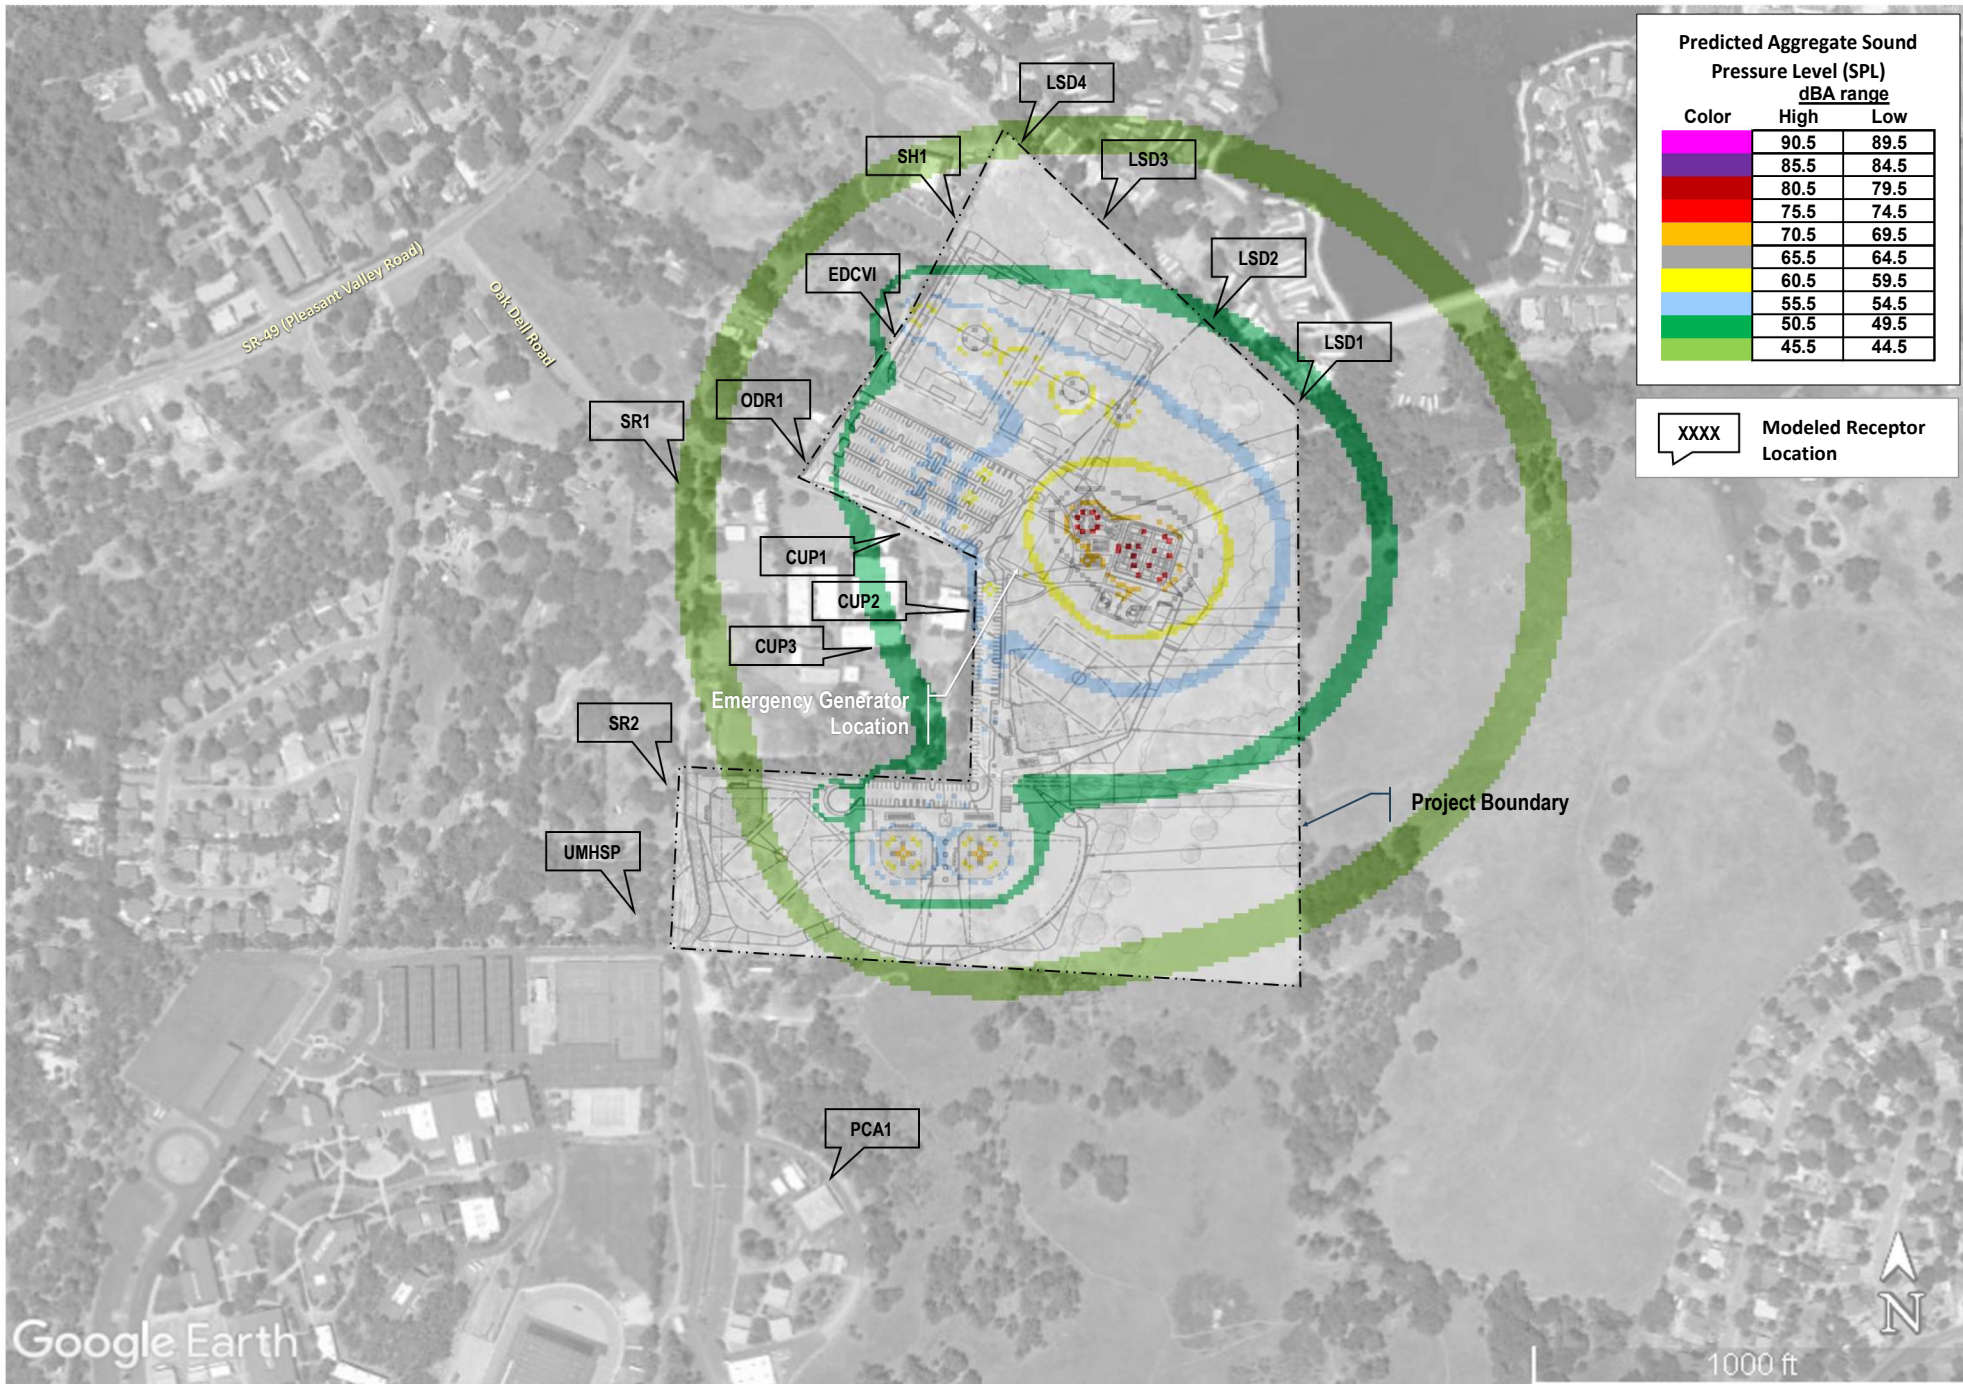 Predicted Aggregate Sound
Pressure Level (SPL)
dBA range
Color High Low
90.5 89.5
85.5 84.5
80.5 79.5
75.5 74.5
70.5 69.5
65.5 64.5
60.5 59.5
55.5 54.5
50.5 49.5
45.5 44.5
XXXX Modeled Receptor
Location
LSD4
SH1
LSD3
EDCVI
LSD2
LSD1
SR-49 (Pleasant Valley Road)
Oak Dell Road
ODR1
SR1
CUP1
CUP2
CUP3
Emergency Generator
Location
SR2
UMHSP
Project Boundary
PCA1
N
Google Earth
1000 ft